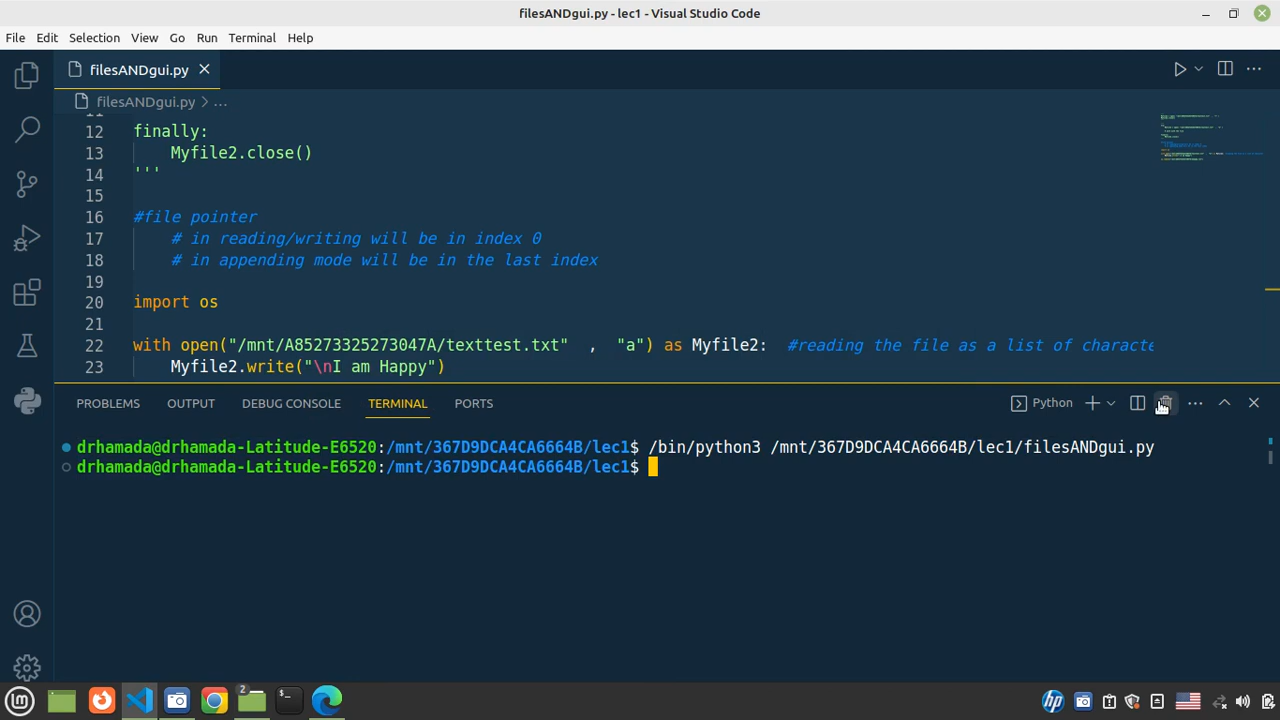 filesANDgui.py - lec1 - Visual Studio Code
File Edit Selection View Go Run Terminal Help
filesANDgui.py
filesANDgui.py > ...
11
12 finally:
13 Myfile2.close()
14 '''
15
16 #file pointer
17 # in reading/writing will be in index 0
18 # in appending mode will be in the last index
19
20 import os
21
22 with open("/mnt/A85273325273047A/texttest.txt" , "a") as Myfile2: #reading the file as a list of characte
23 Myfile2.write("\nI am Happy")
PROBLEMS OUTPUT DEBUG CONSOLE TERMINAL PORTS Python
drhamada@drhamada-Latitude-E6520:/mnt/367D9DCA4CA6664B/lec1$ /bin/python3 /mnt/367D9DCA4CA6664B/lec1/filesANDgui.py
drhamada@drhamada-Latitude-E6520:/mnt/367D9DCA4CA6664B/lec1$
2